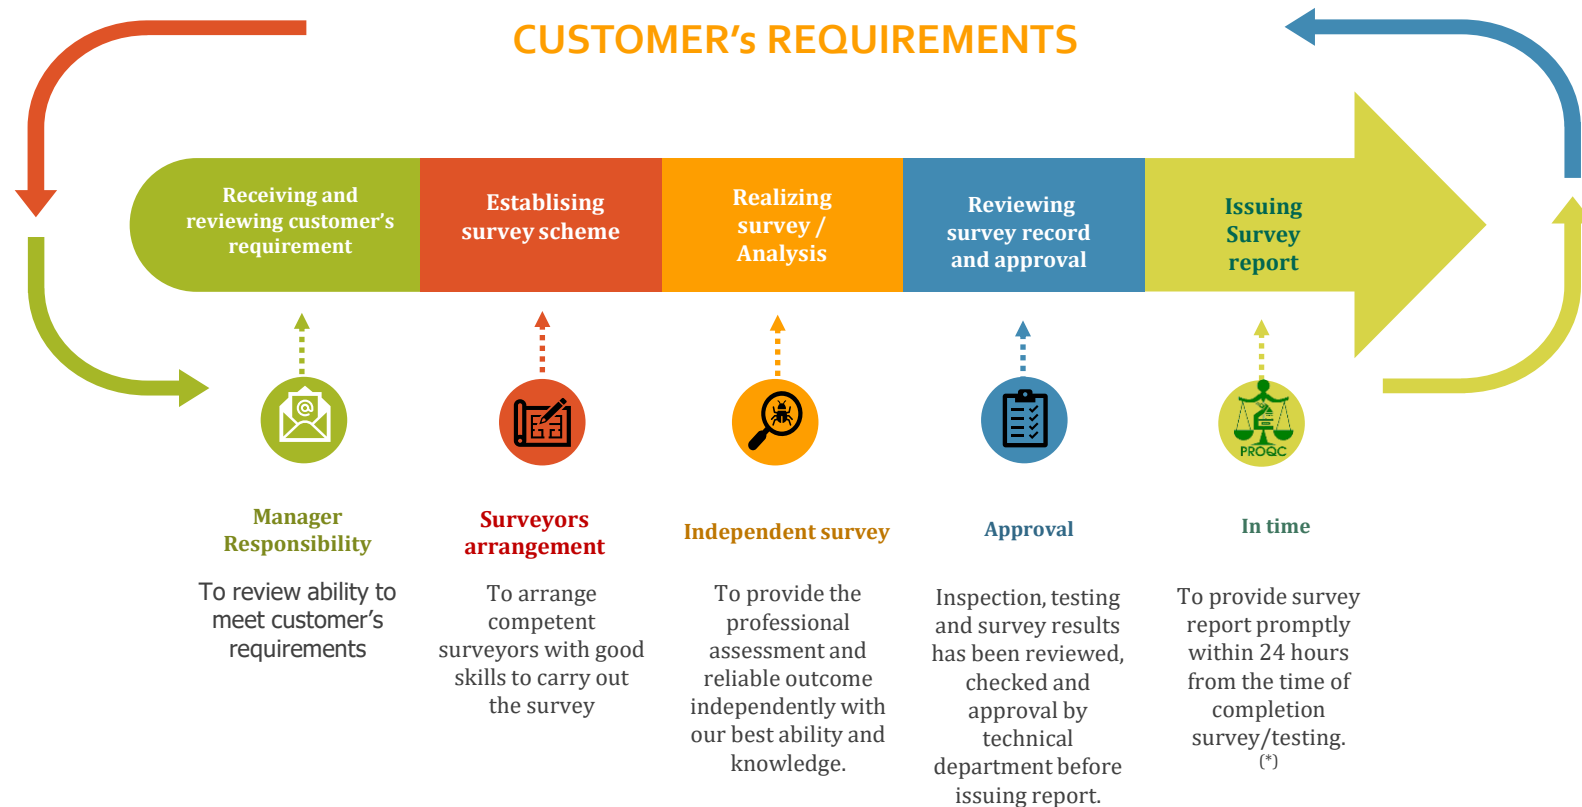 CUSTOMER's REQUIREMENTS
Receiving and
reviewing customer's
requirement
Establising
survey scheme
Realizing
survey /
Analysis
Reviewing
survey record
and approval
Issuing
Survey
report
@
PROQC
Manager
Responsibility
To review ability to
meet customer's
requirements
Surveyors
arrangement
To arrange
competent
surveyors with good
skills to carry out
the survey
Independent survey
To provide the
professional
assessment and
reliable outcome
independently with
our best ability and
knowledge.
Approval
Inspection, testing
and survey results
has been reviewed,
checked and
approval by
technical
department before
issuing report.
In time
To provide survey
report promptly
within 24 hours
from the time of
completion
survey/testing.
(*)